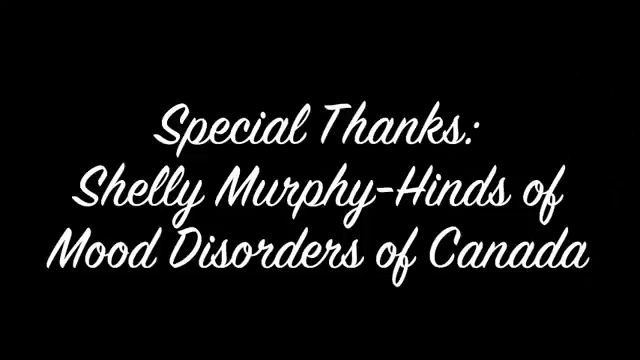 Special Thanks:
Shelly Murphy-Hinds of
Mood Disorders of Canada